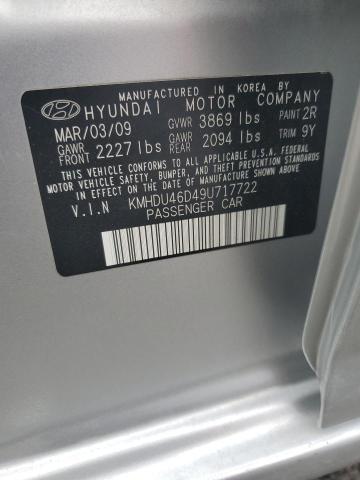 MANUFACTURED IN KOREA BY
HYUNDAI MOTOR COMPANY
MAR/03/09 GVWR 3869 lbs PAINT 2R
GAWR FRONT 2227 lbs GAWR REAR 2094 lbs TRIM 9Y
THIS VEHICLE CONFORMS TO ALL APPLICABLE U.S.A. FEDERAL
MOTOR VEHICLE SAFETY, BUMPER, AND THEFT PREVENTION STANDARDS
IN EFFECT ON THE DATE OF MANUFACTURE SHOWN ABOVE.
V.I.N KMHDU46D49U717722
PASSENGER CAR